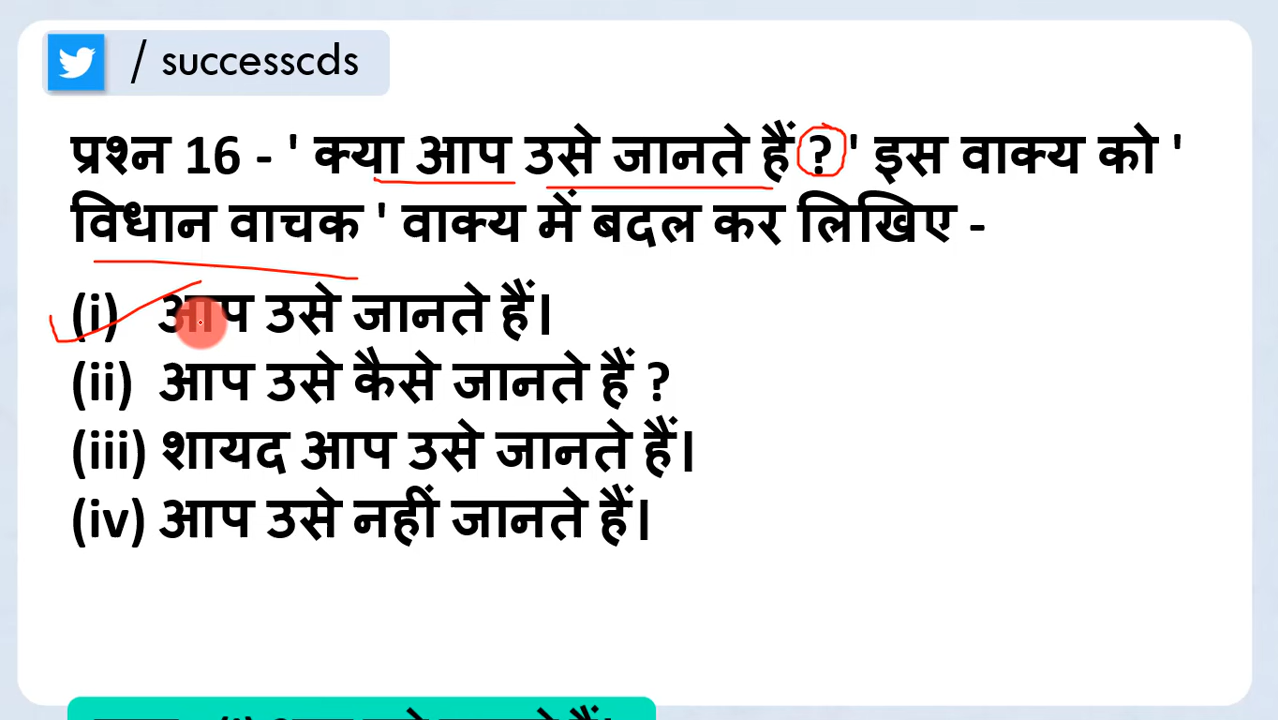 / successcds
प्रश्न 16 - ' क्या आप उसे जानते हैं ? ' इस वाक्य को '
विधान वाचक ' वाक्य में बदल कर लिखिए -
(i) आप उसे जानते हैं।
(ii) आप उसे कैसे जानते हैं ?
(iii) शायद आप उसे जानते हैं।
(iv) आप उसे नहीं जानते हैं।